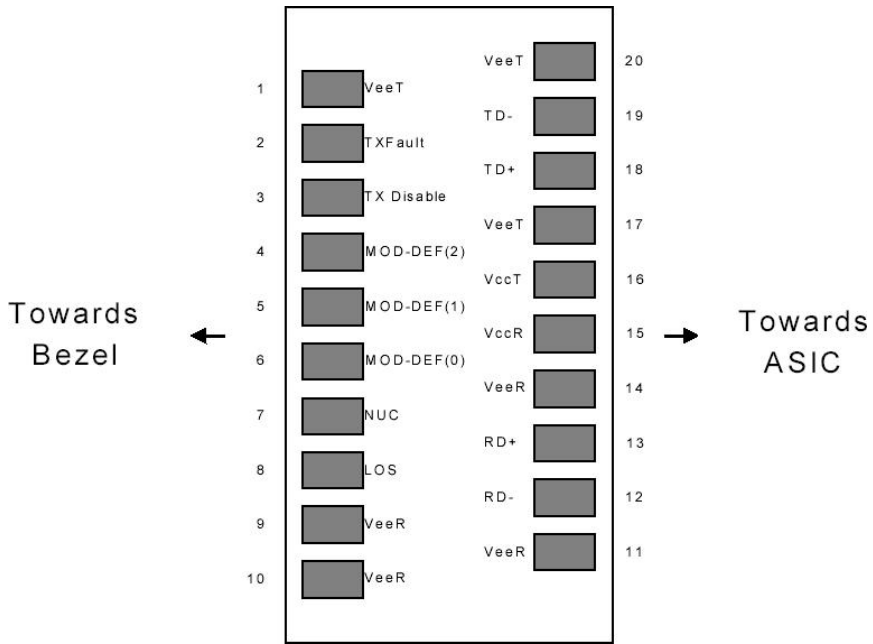 1 VeeT
2 TXFault
3 TX Disable
4 MOD-DEF(2)
5 MOD-DEF(1)
6 MOD-DEF(0)
7 NUC
8 LOS
9 VeeR
10 VeeR
VeeT 20
TD- 19
TD+ 18
VeeT 17
VccT 16
VccR 15
VeeR 14
RD+ 13
RD- 12
VeeR 11
Towards
Bezel
Towards
ASIC